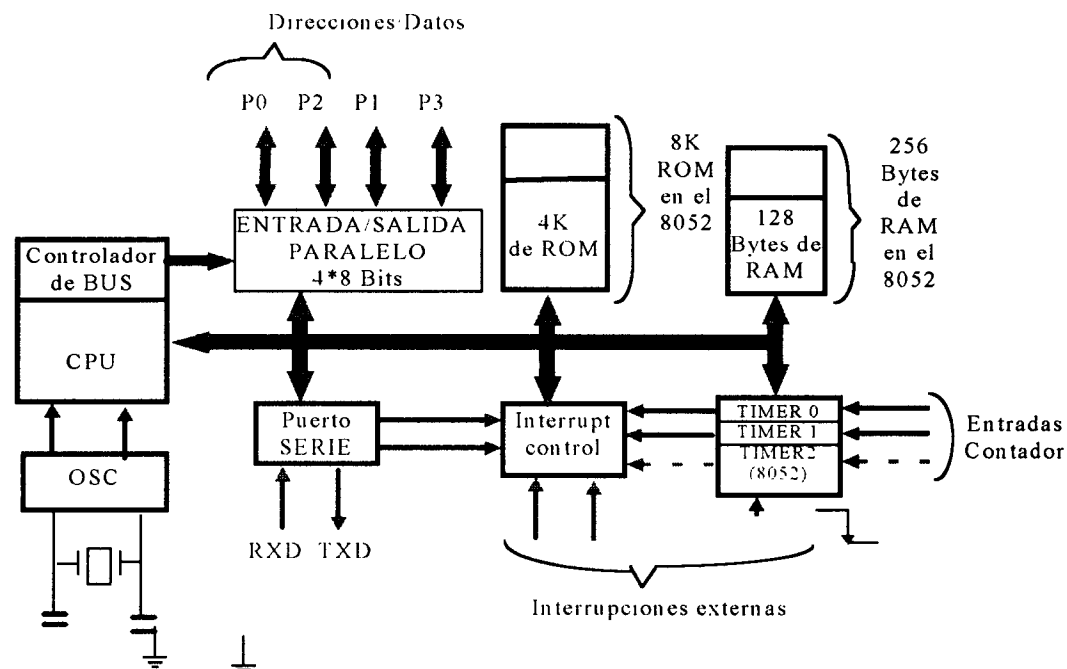 Direcciones Datos
P0 P2 P1 P3
ENTRADA/SALIDA
PARALELO
4*8 Bits
4K
de ROM
8K
ROM
en el
8052
128
Bytes de
RAM
256
Bytes
de
RAM
en el
8052
Controlador
de BUS
CPU
OSC
Puerto
SERIE
RXD TXD
Interrupt
control
TIMER 0
TIMER 1
TIMER2
(8052)
Entradas
Contador
Interrupciones externas